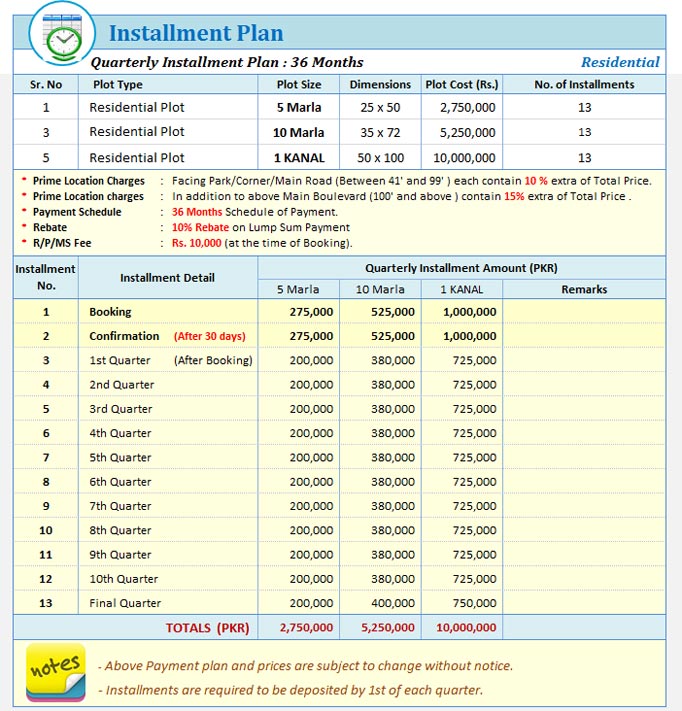 Installment Plan
Quarterly Installment Plan : 36 Months Residential
Sr. No Plot Type Plot Size Dimensions Plot Cost (Rs.) No. of Installments
1 Residential Plot 5 Marla 25 x 50 2,750,000 13
3 Residential Plot 10 Marla 35 x 72 5,250,000 13
5 Residential Plot 1 KANAL 50 x 100 10,000,000 13
* Prime Location Charges : Facing Park/Corner/Main Road (Between 41' and 99' ) each contain 10 % extra of Total Price.
* Prime Location charges : In addition to above Main Boulevard (100' and above ) contain 15% extra of Total Price .
* Payment Schedule : 36 Months Schedule of Payment.
* Rebate : 10% Rebate on Lump Sum Payment
* R/P/MS Fee : Rs. 10,000 (at the time of Booking).
Installment No. Installment Detail Quarterly Installment Amount (PKR)
5 Marla 10 Marla 1 KANAL Remarks
1 Booking 275,000 525,000 1,000,000
2 Confirmation (After 30 days) 275,000 525,000 1,000,000
3 1st Quarter (After Booking) 200,000 380,000 725,000
4 2nd Quarter 200,000 380,000 725,000
5 3rd Quarter 200,000 380,000 725,000
6 4th Quarter 200,000 380,000 725,000
7 5th Quarter 200,000 380,000 725,000
8 6th Quarter 200,000 380,000 725,000
9 7th Quarter 200,000 380,000 725,000
10 8th Quarter 200,000 380,000 725,000
11 9th Quarter 200,000 380,000 725,000
12 10th Quarter 200,000 380,000 725,000
13 Final Quarter 200,000 400,000 750,000
TOTALS (PKR) 2,750,000 5,250,000 10,000,000
notes
- Above Payment plan and prices are subject to change without notice.
- Installments are required to be deposited by 1st of each quarter.